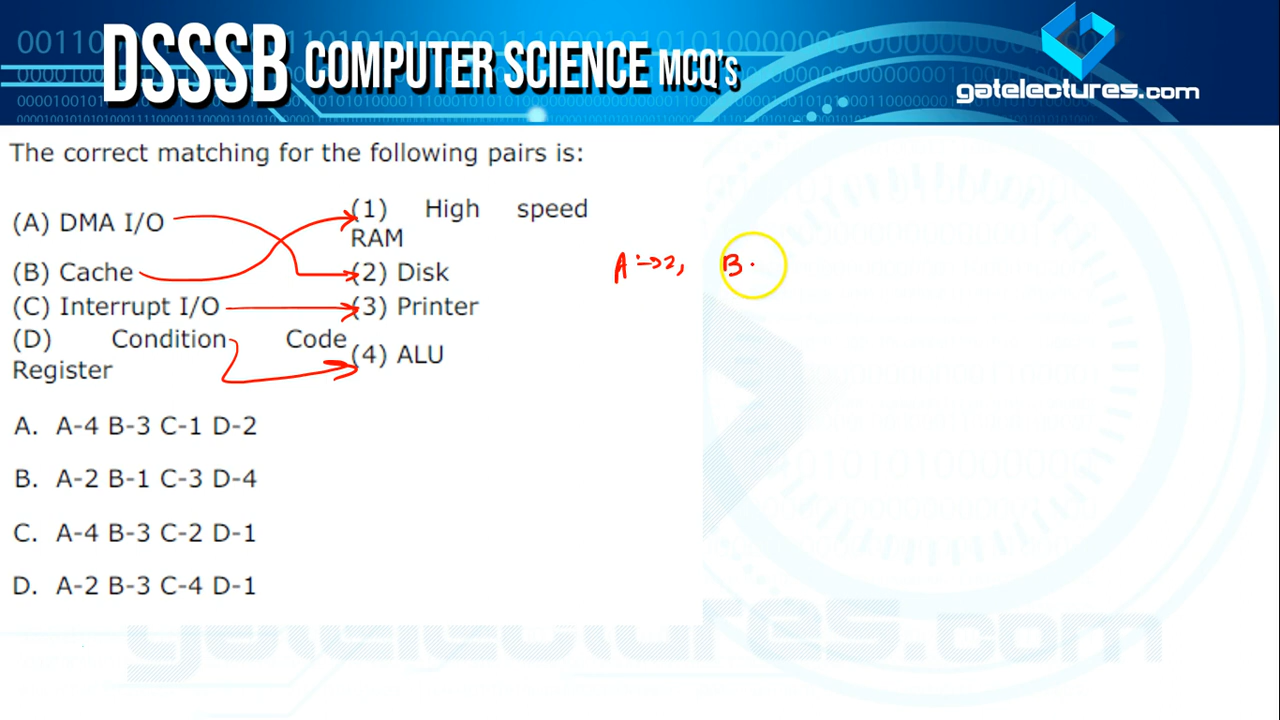 DSSSB COMPUTER SCIENCE MCQ's
gatelectures.com
The correct matching for the following pairs is:
(A) DMA I/O
(1) High speed
RAM
(B) Cache
(2) Disk
(C) Interrupt I/O
(3) Printer
(D) Condition Code
Register
(4) ALU
A→2, B
A. A-4 B-3 C-1 D-2
B. A-2 B-1 C-3 D-4
C. A-4 B-3 C-2 D-1
D. A-2 B-3 C-4 D-1
gatelectures.com